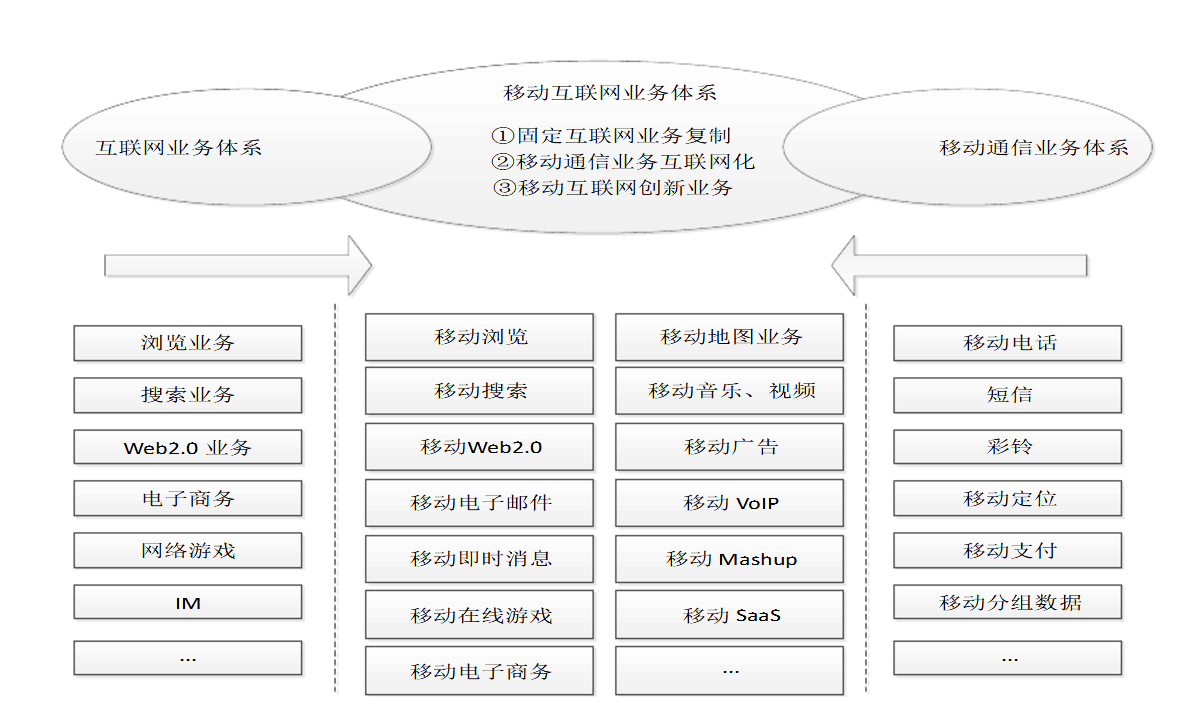 移动互联网业务体系
①固定互联网业务复制
②移动通信业务互联网化
③移动互联网创新业务
互联网业务体系
移动通信业务体系
浏览业务
搜索业务
Web2.0 业务
电子商务
网络游戏
IM
...
移动浏览
移动搜索
移动Web2.0
移动电子邮件
移动即时消息
移动在线游戏
移动电子商务
移动地图业务
移动音乐、视频
移动广告
移动 VoIP
移动 Mashup
移动 SaaS
...
移动电话
短信
彩铃
移动定位
移动支付
移动分组数据
...